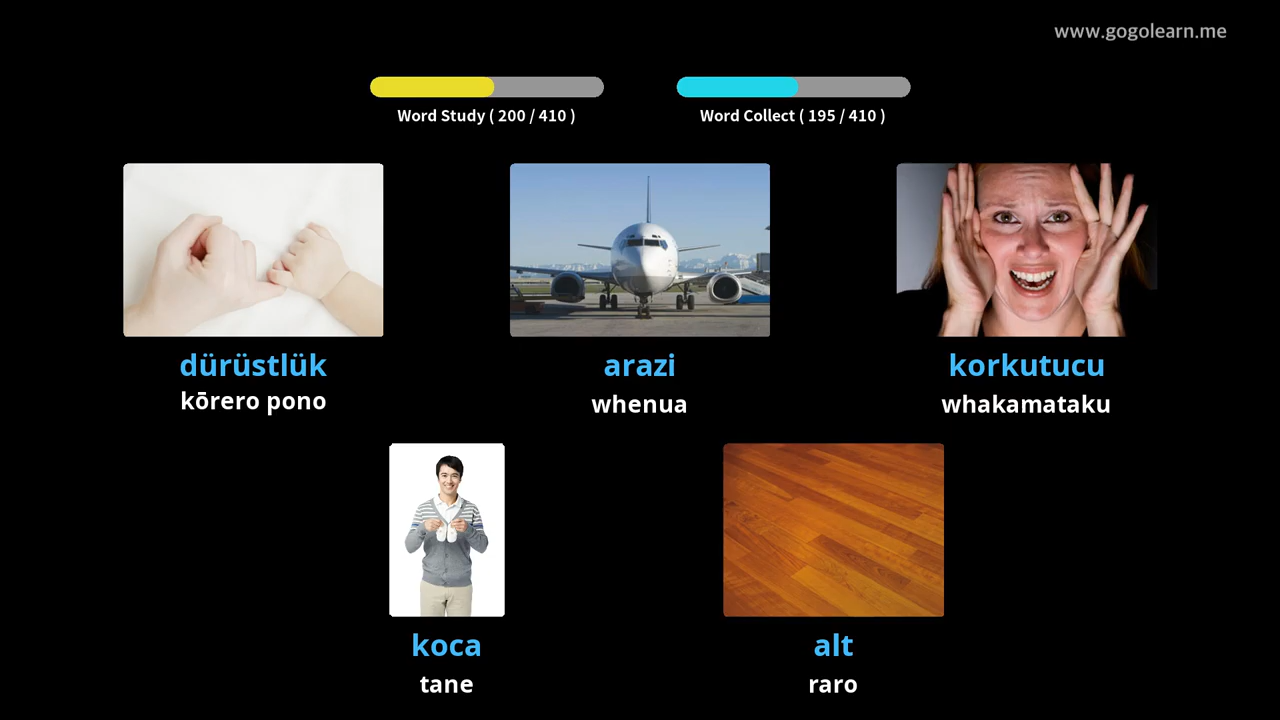 www.gogolearn.me
Word Study ( 200 / 410 )
Word Collect ( 195 / 410 )
dürüstlük
kōrero pono
arazi
whenua
korkutucu
whakamataku
koca
tane
alt
raro